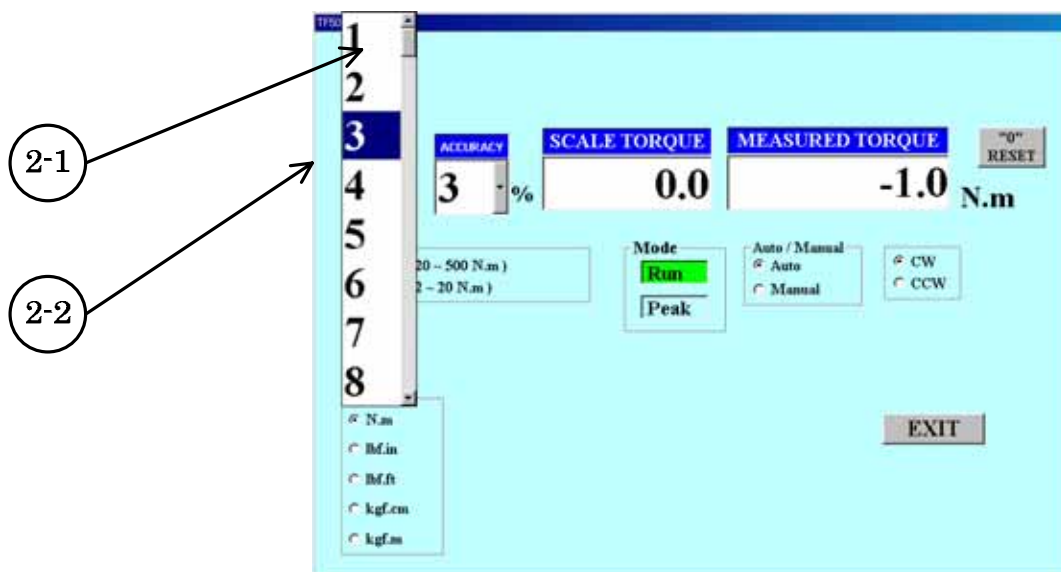 TF50
1
2
3
4
5
6
7
8
2-1
2-2
ACCURACY
3 %
SCALE TORQUE
0.0
MEASURED TORQUE
-1.0 N.m
"0"
RESET
20 – 500 N.m )
2 – 20 N.m )
Mode
Run
Peak
Auto / Manual
Auto
Manual
CW
CCW
N.m
lbf.in
lbf.ft
kgf.cm
kgf.m
EXIT